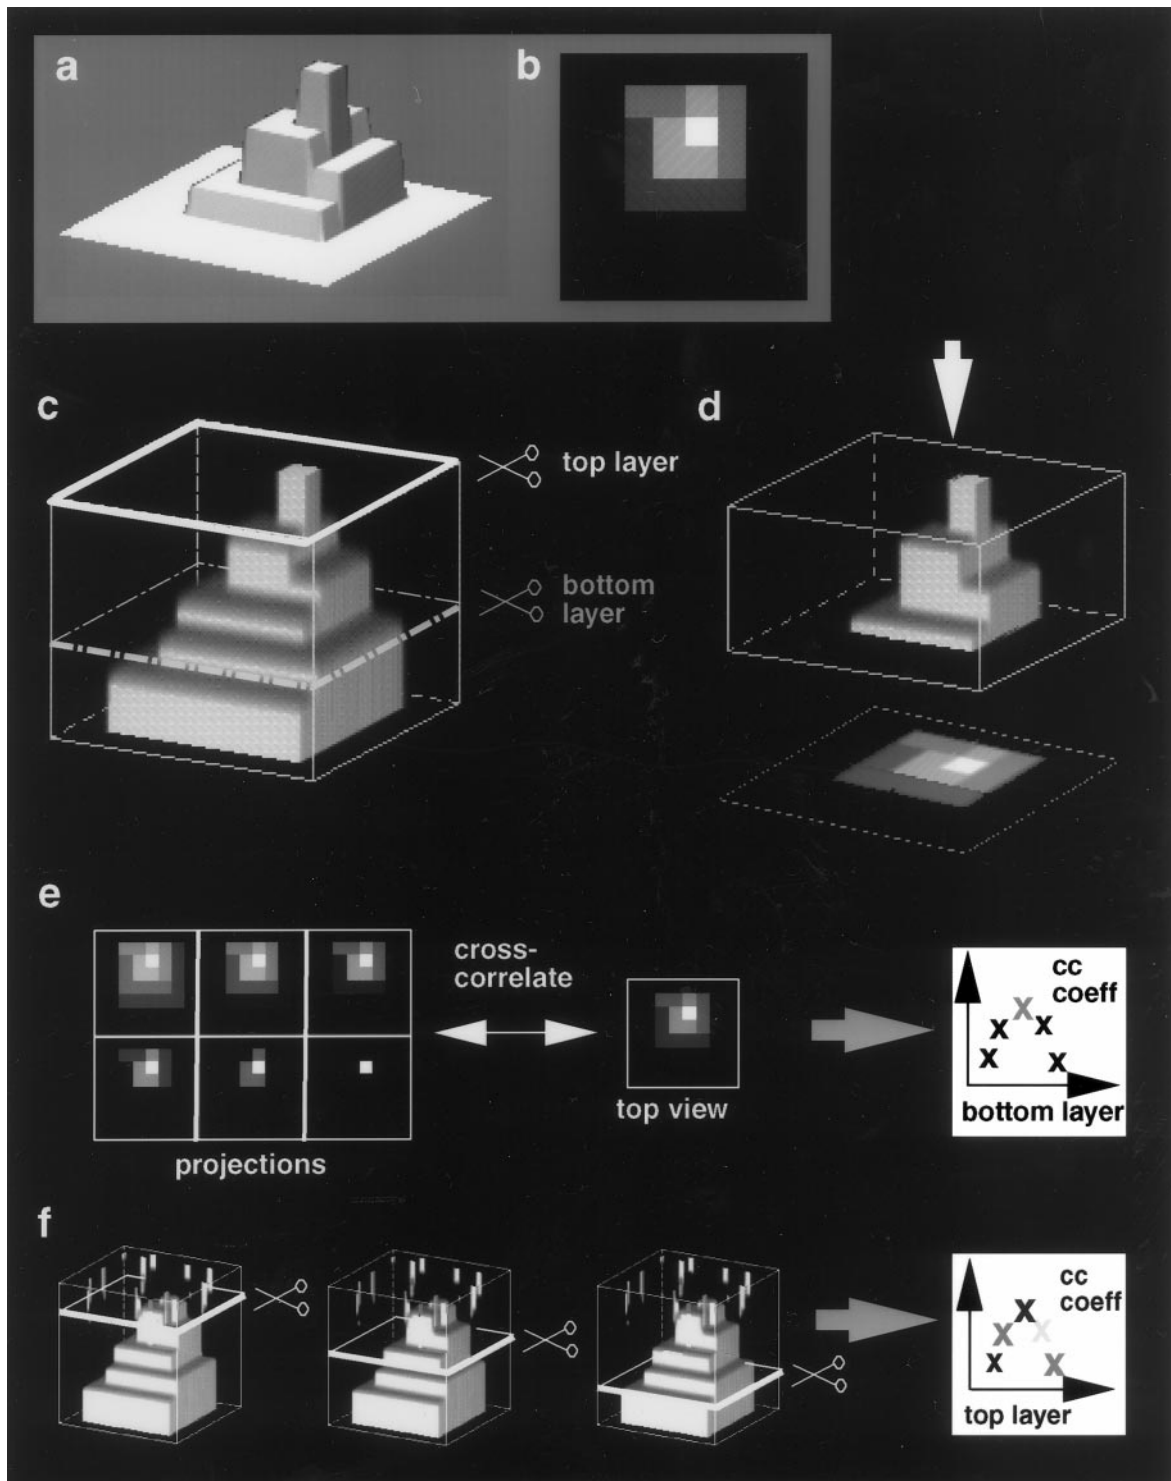 a
b
c
top layer
bottom
layer
d
e
cross-
correlate
projections
top view
cc
coeff
x
x
x
x
x
x
bottom layer
f
cc
coeff
x
x
x
x
x
top layer